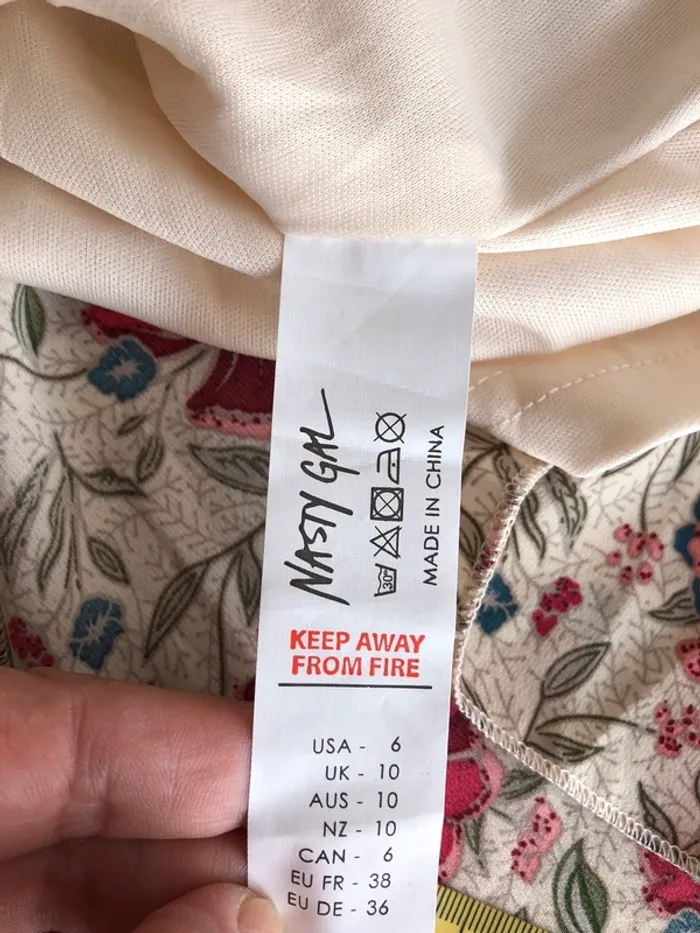 NASTY GAL
30°
MADE IN CHINA
KEEP AWAY
FROM FIRE
USA - 6
UK - 10
AUS - 10
NZ - 10
CAN - 6
EU FR - 38
EU DE - 36